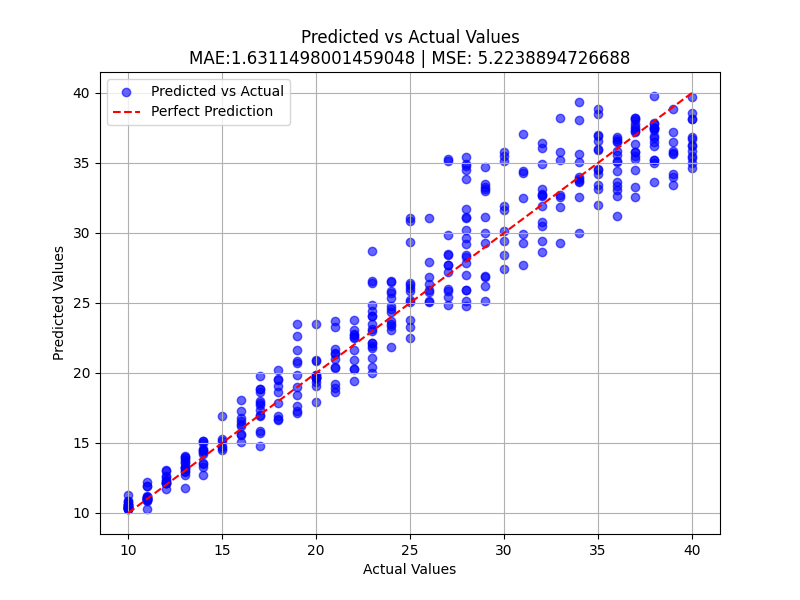 Predicted vs Actual Values
MAE:1.6311498001459048 | MSE: 5.2238894726688
Predicted vs Actual
Perfect Prediction
Predicted Values
40
35
30
25
20
15
10
10 15 20 25 30 35 40
Actual Values